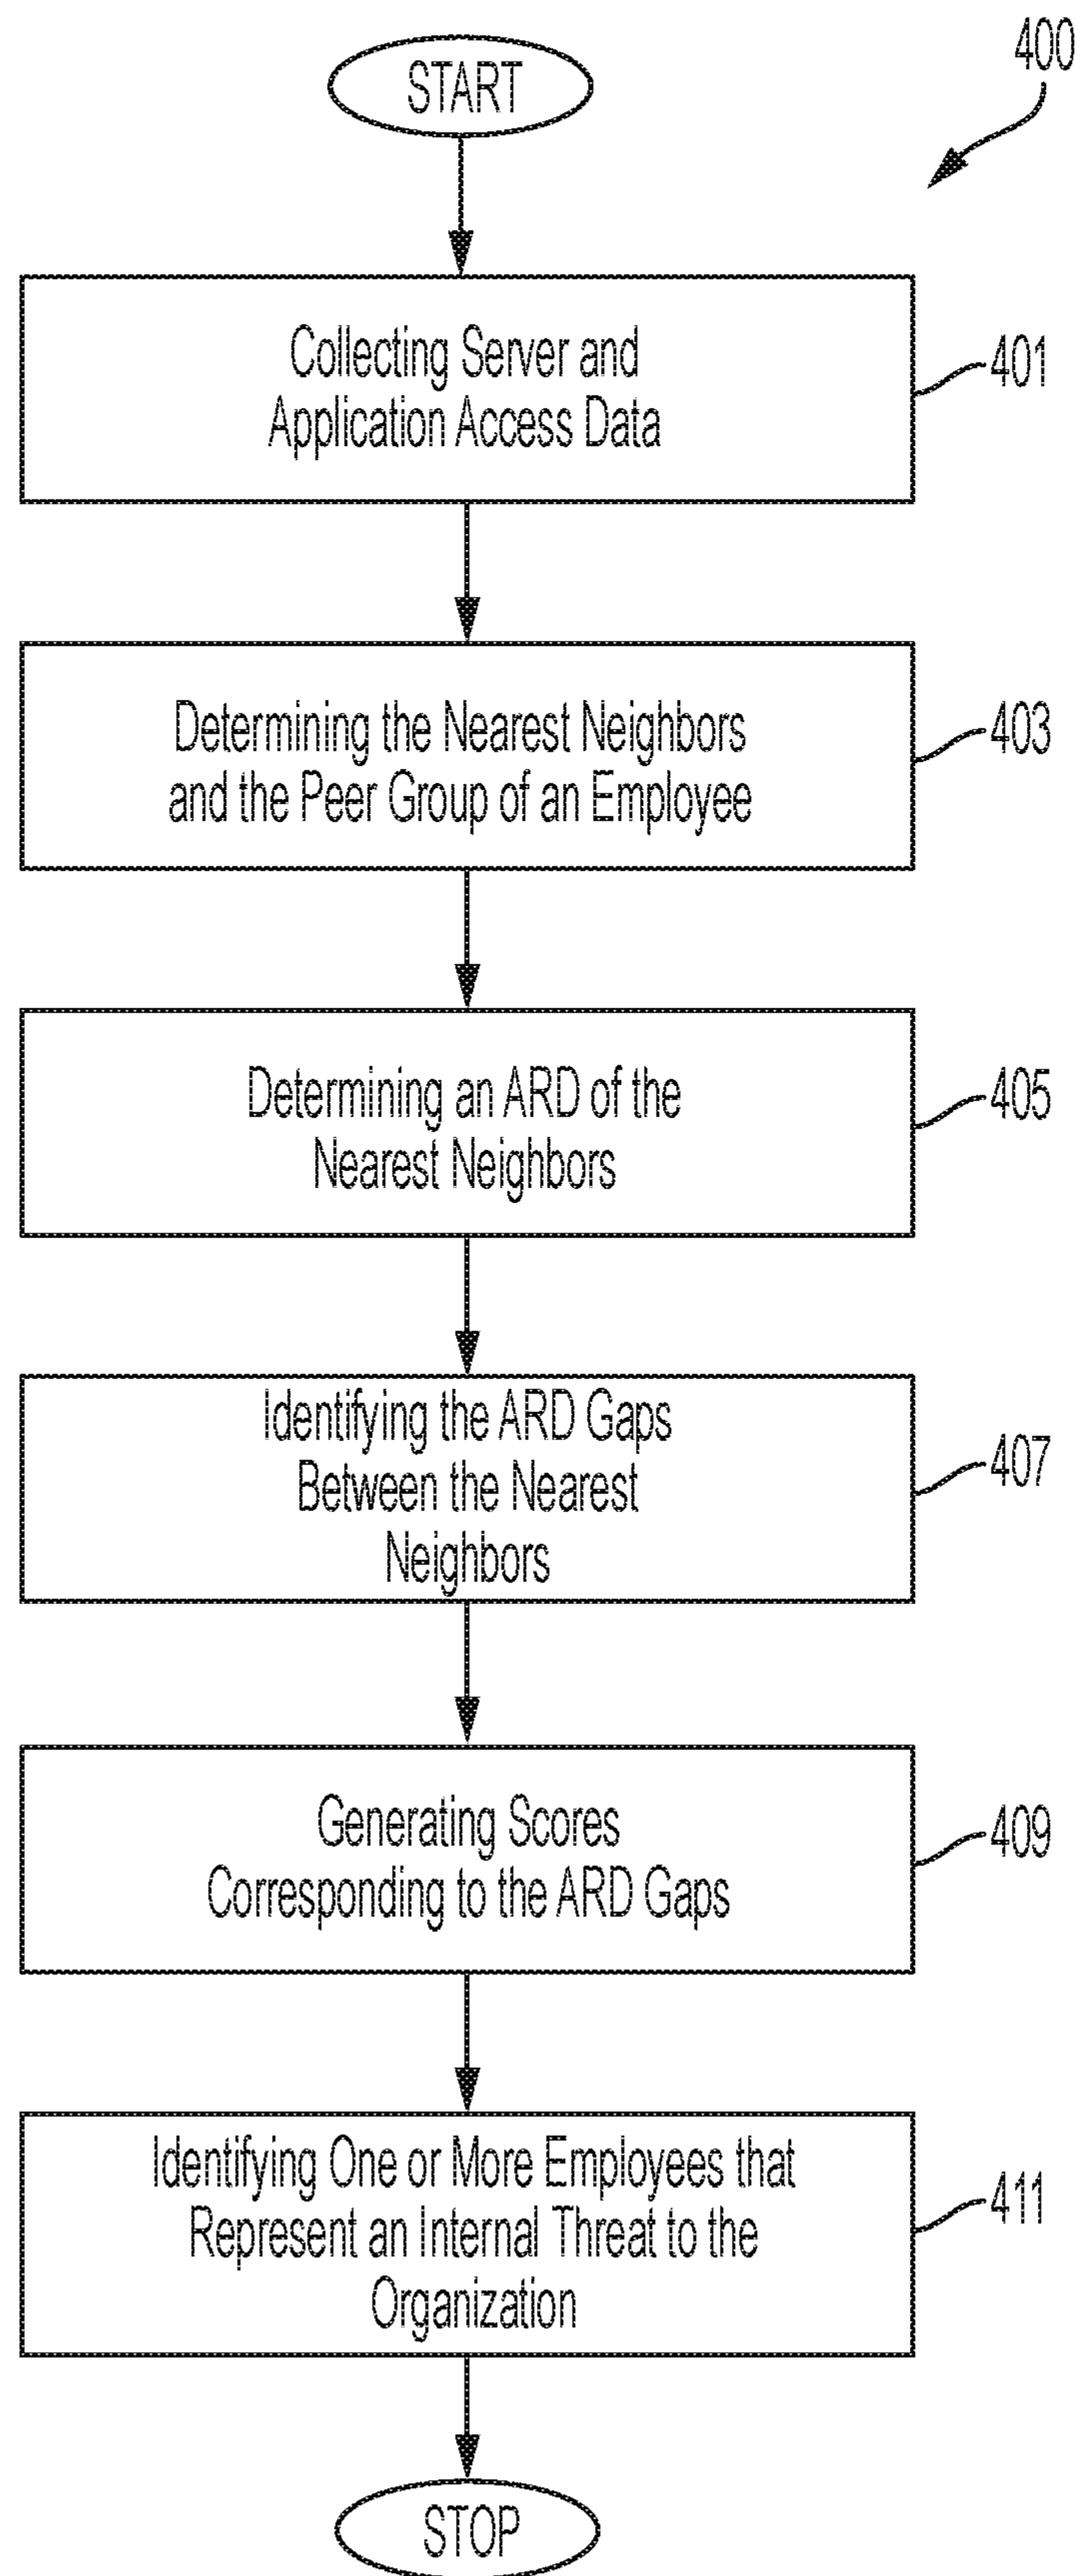 400
START
Collecting Server and
Application Access Data
401
Determining the Nearest Neighbors
and the Peer Group of an Employee
403
Determining an ARD of the
Nearest Neighbors
405
Identifying the ARD Gaps
Between the Nearest
Neighbors
407
Generating Scores
Corresponding to the ARD Gaps
409
Identifying One or More Employees that
Represent an Internal Threat to the
Organization
411
STOP